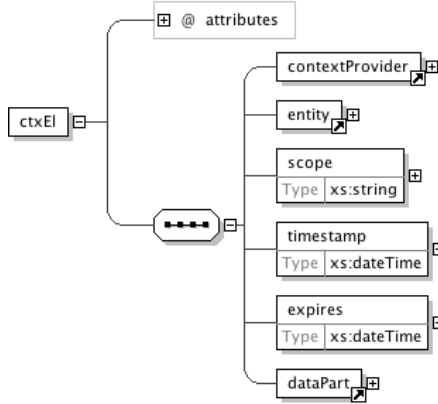 @ attributes
contextProvider
ctxEl
entity
scope
Type xs:string
timestamp
Type xs:dateTime
expires
Type xs:dateTime
dataPart